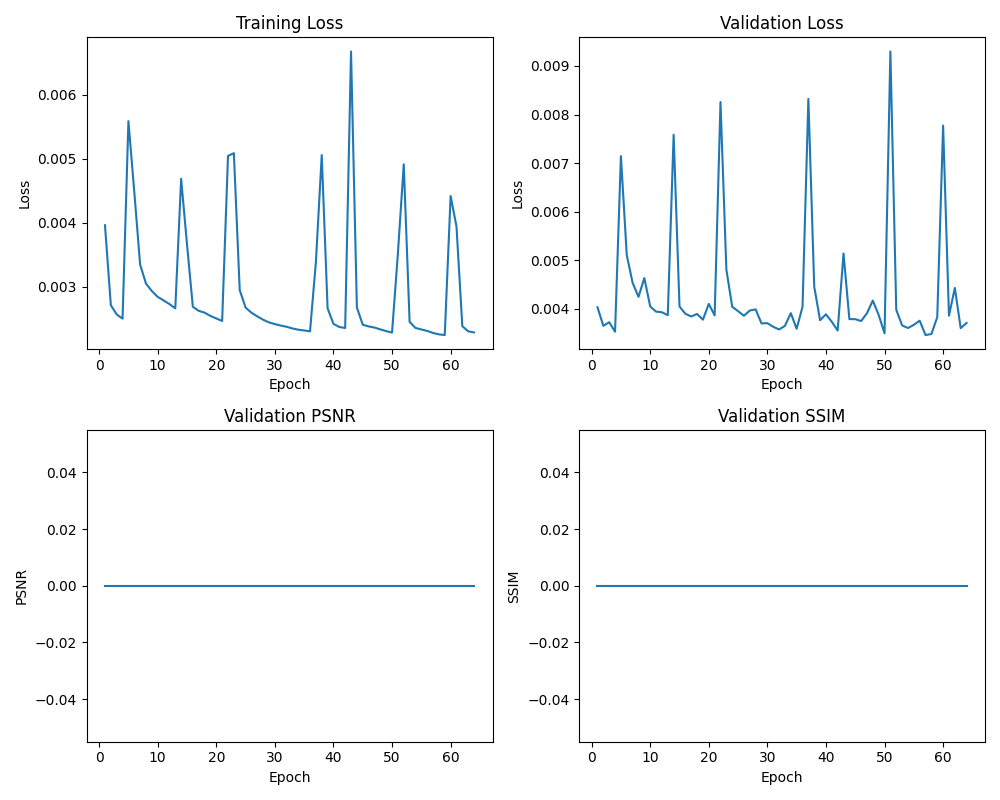 Training Loss
Loss
0.006
0.005
0.004
0.003
0 10 20 30 40 50 60
Epoch
Validation Loss
Loss
0.009
0.008
0.007
0.006
0.005
0.004
0 10 20 30 40 50 60
Epoch
Validation PSNR
PSNR
0.04
0.02
0.00
−0.02
−0.04
0 10 20 30 40 50 60
Epoch
Validation SSIM
SSIM
0.04
0.02
0.00
−0.02
−0.04
0 10 20 30 40 50 60
Epoch